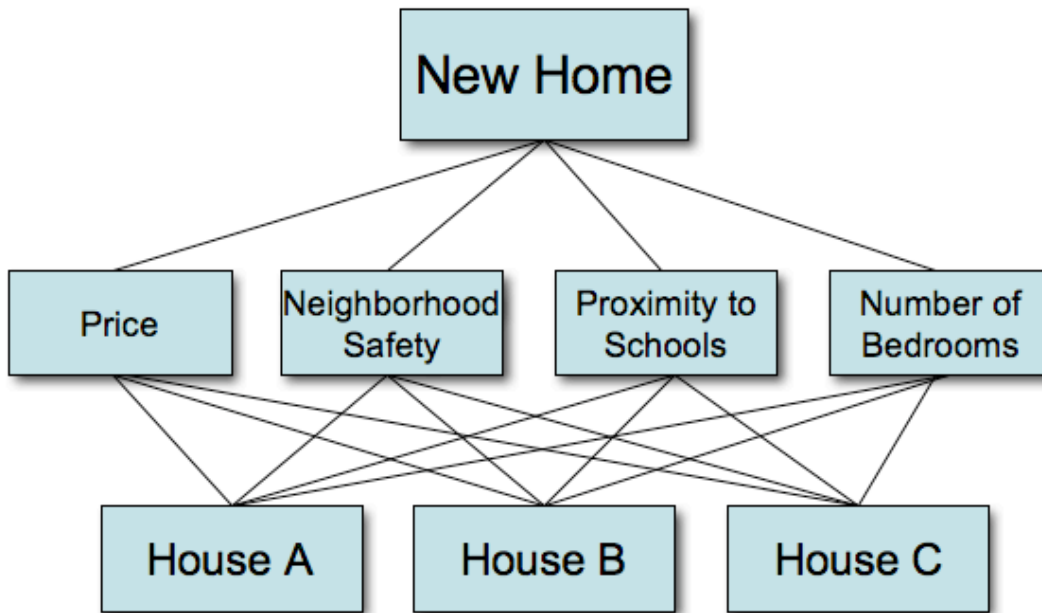 New Home
Price
Neighborhood
Safety
Proximity to
Schools
Number of
Bedrooms
House A
House B
House C